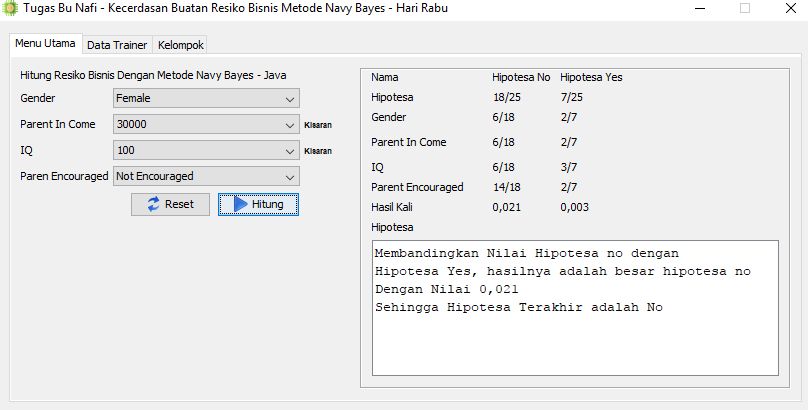 Tugas Bu Nafi - Kecerdasan Buatan Resiko Bisnis Metode Navy Bayes - Hari Rabu
Menu Utama Data Trainer Kelompok
Hitung Resiko Bisnis Dengan Metode Navy Bayes - Java
Gender Female
Parent In Come 30000 Kisaran
IQ 100 Kisaran
Paren Encouraged Not Encouraged
Reset Hitung
Nama Hipotesa No Hipotesa Yes
Hipotesa 18/25 7/25
Gender 6/18 2/7
Parent In Come 6/18 2/7
IQ 6/18 3/7
Parent Encouraged 14/18 2/7
Hasil Kali 0,021 0,003
Hipotesa
Membandingkan Nilai Hipotesa no dengan
Hipotesa Yes, hasilnya adalah besar hipotesa no
Dengan Nilai 0,021
Sehingga Hipotesa Terakhir adalah No